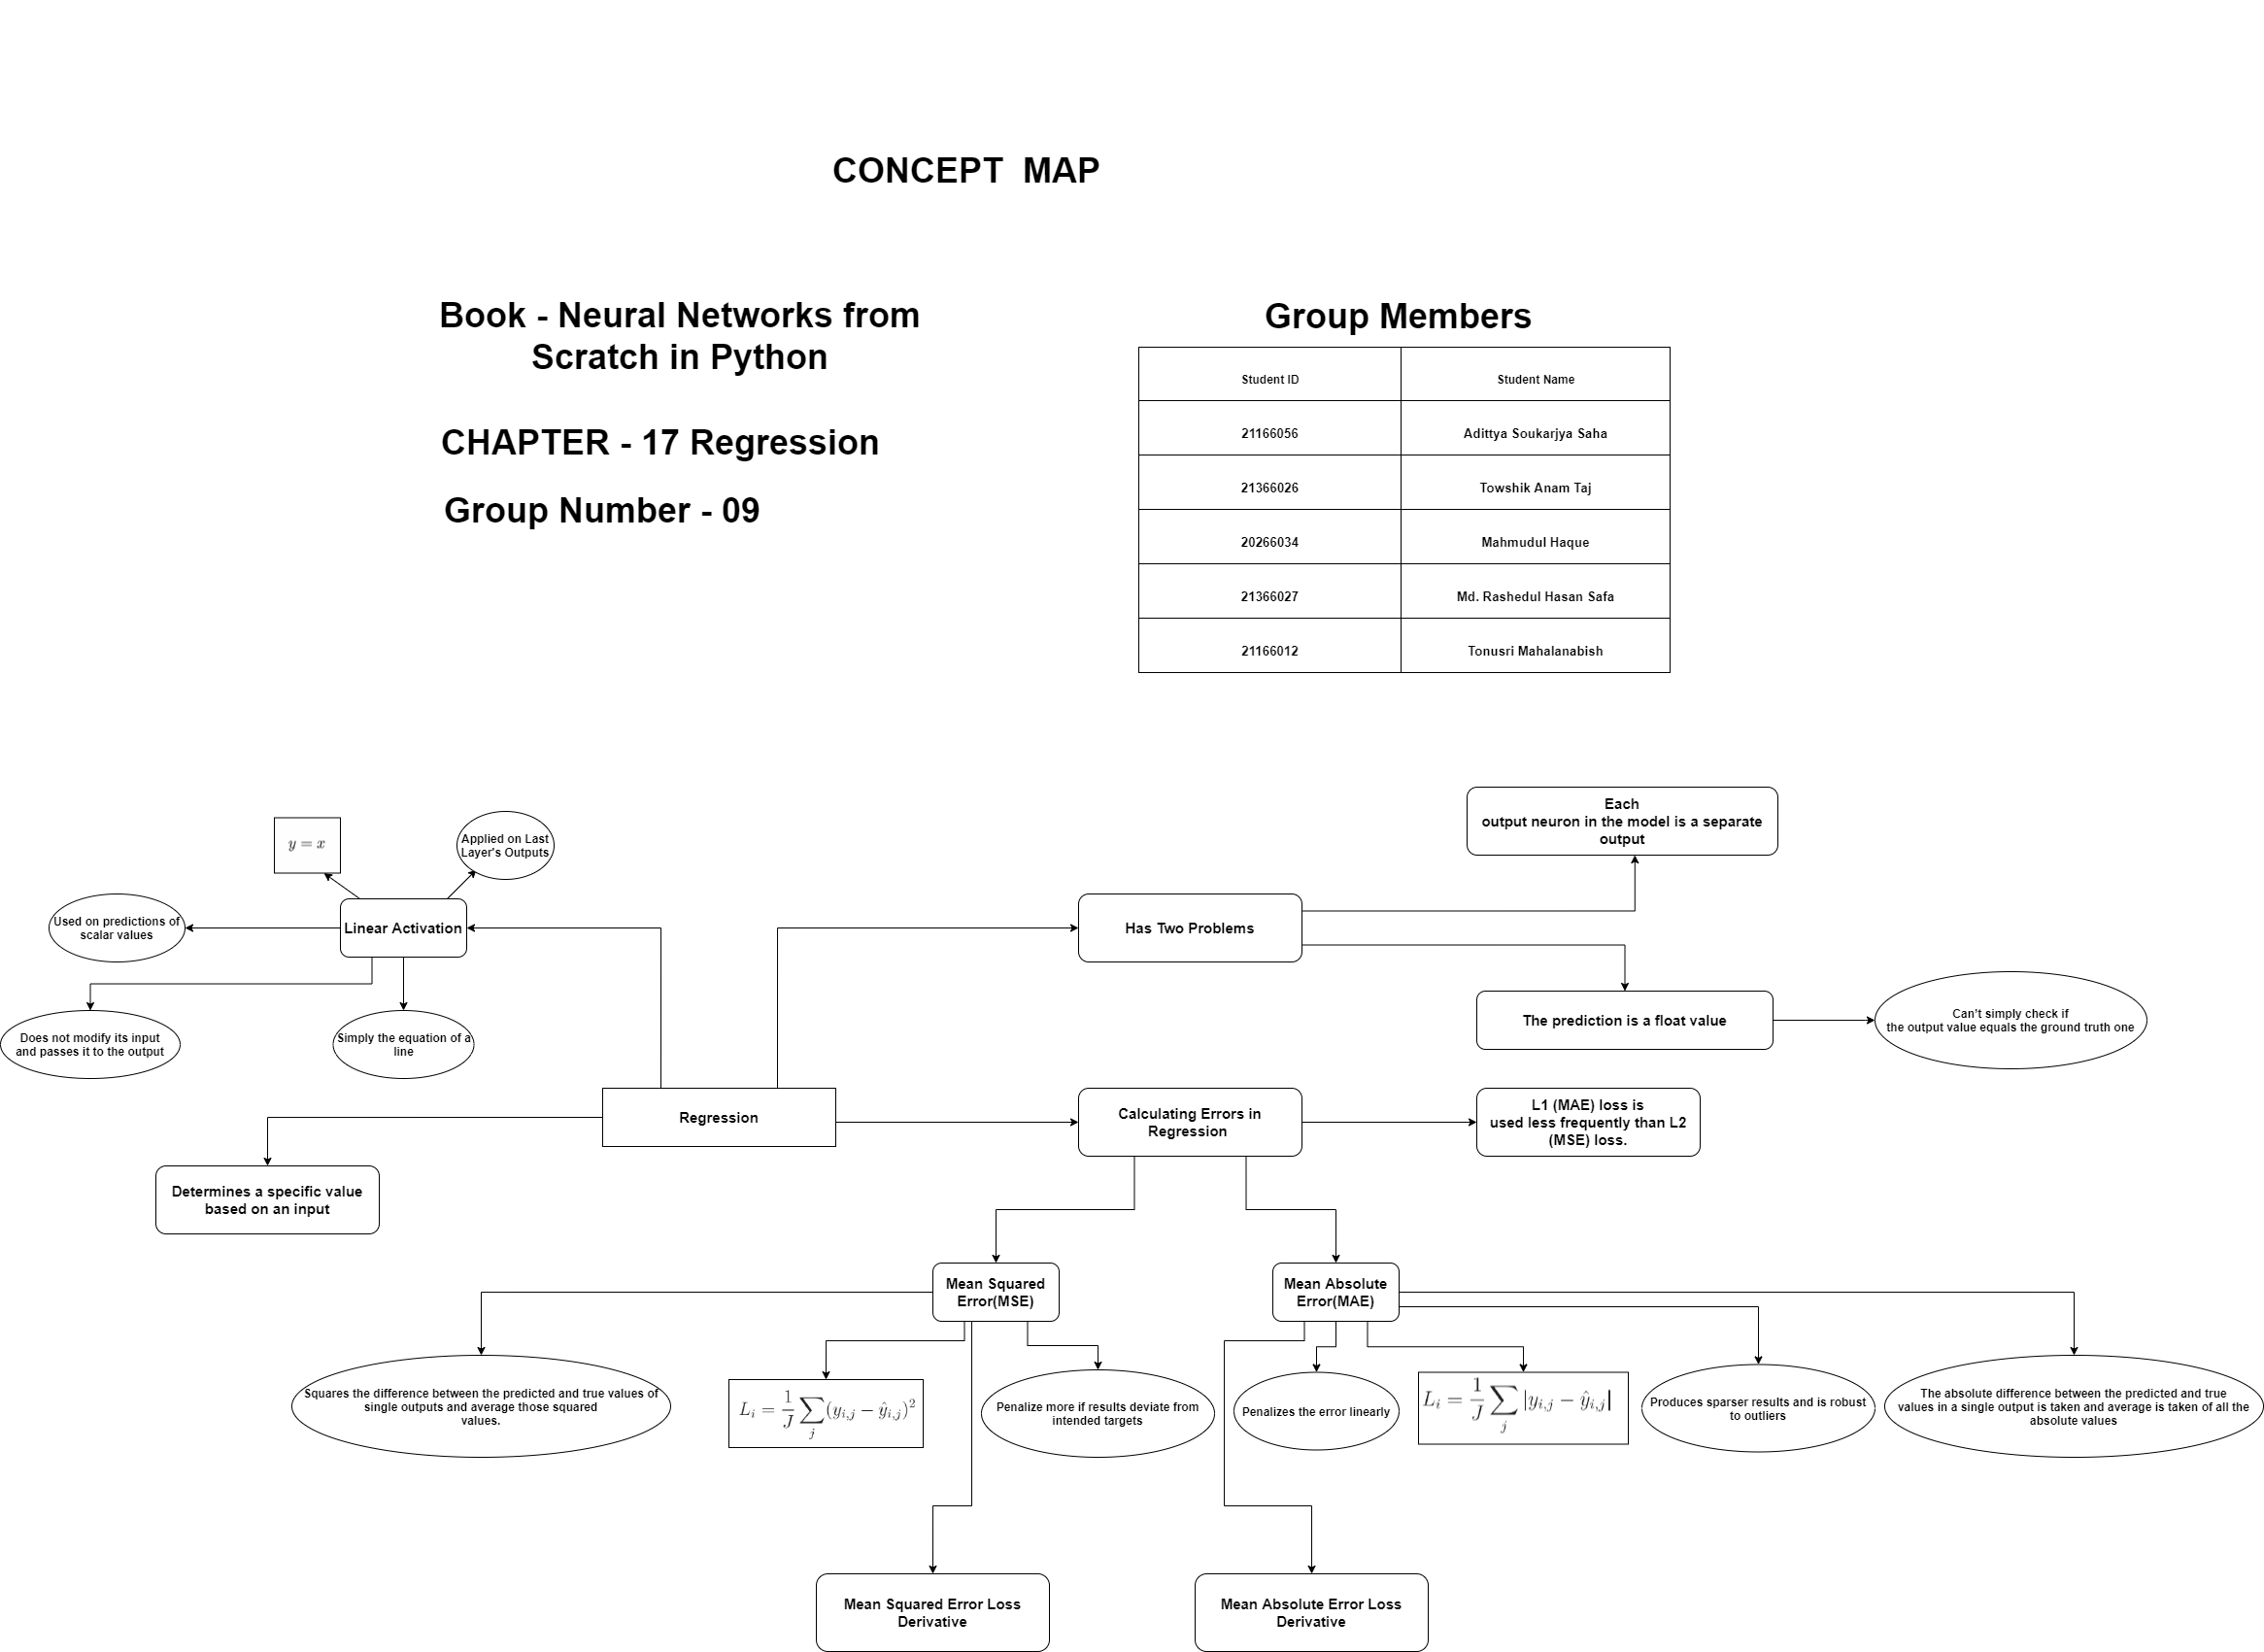 CONCEPT MAP
Book - Neural Networks from
Scratch in Python
CHAPTER - 17 Regression
Group Number - 09
Group Members
Student ID Student Name
21166056 Adittya Soukarjya Saha
21366026 Towshik Anam Taj
20266034 Mahmudul Haque
21366027 Md. Rashedul Hasan Safa
21166012 Tonusri Mahalanabish
y = x
Applied on Last
Layer's Outputs
Used on predictions of
scalar values
Linear Activation
Does not modify its input
and passes it to the output
Simply the equation of a
line
Has Two Problems
Each
output neuron in the model is a separate
output
The prediction is a float value
Can’t simply check if
the output value equals the ground truth one
Regression
Determines a specific value
based on an input
Calculating Errors in
Regression
L1 (MAE) loss is
used less frequently than L2
(MSE) loss.
Mean Squared
Error(MSE)
Mean Absolute
Error(MAE)
Squares the difference between the predicted and true values of
single outputs and average those squared
values.
L_i = \frac{1}{J} \sum_j (y_{i,j} - \hat{y}_{i,j})^2
Penalize more if results deviate from
intended targets
Penalizes the error linearly
L_i = \frac{1}{J} \sum_j |y_{i,j} - \hat{y}_{i,j}|
Produces sparser results and is robust
to outliers
The absolute difference between the predicted and true
values in a single output is taken and average is taken of all the
absolute values
Mean Squared Error Loss
Derivative
Mean Absolute Error Loss
Derivative